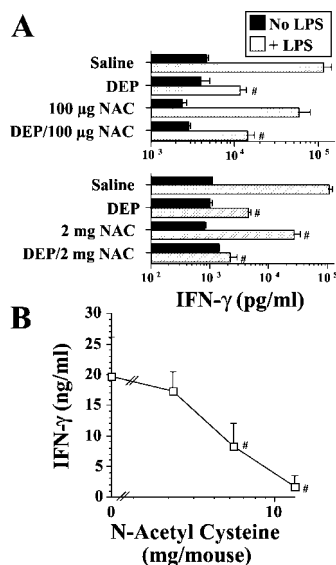 A
No LPS
+ LPS
Saline
DEP #
100 µg NAC
DEP/100 µg NAC #
10³ 10⁴ 10⁵
Saline
DEP #
2 mg NAC #
DEP/2 mg NAC #
10² 10³ 10⁴ 10⁵
IFN-γ (pg/ml)
B
IFN-γ (ng/ml)
30
25
20
15
10
5
0
#
#
0 10
N-Acetyl Cysteine
(mg/mouse)